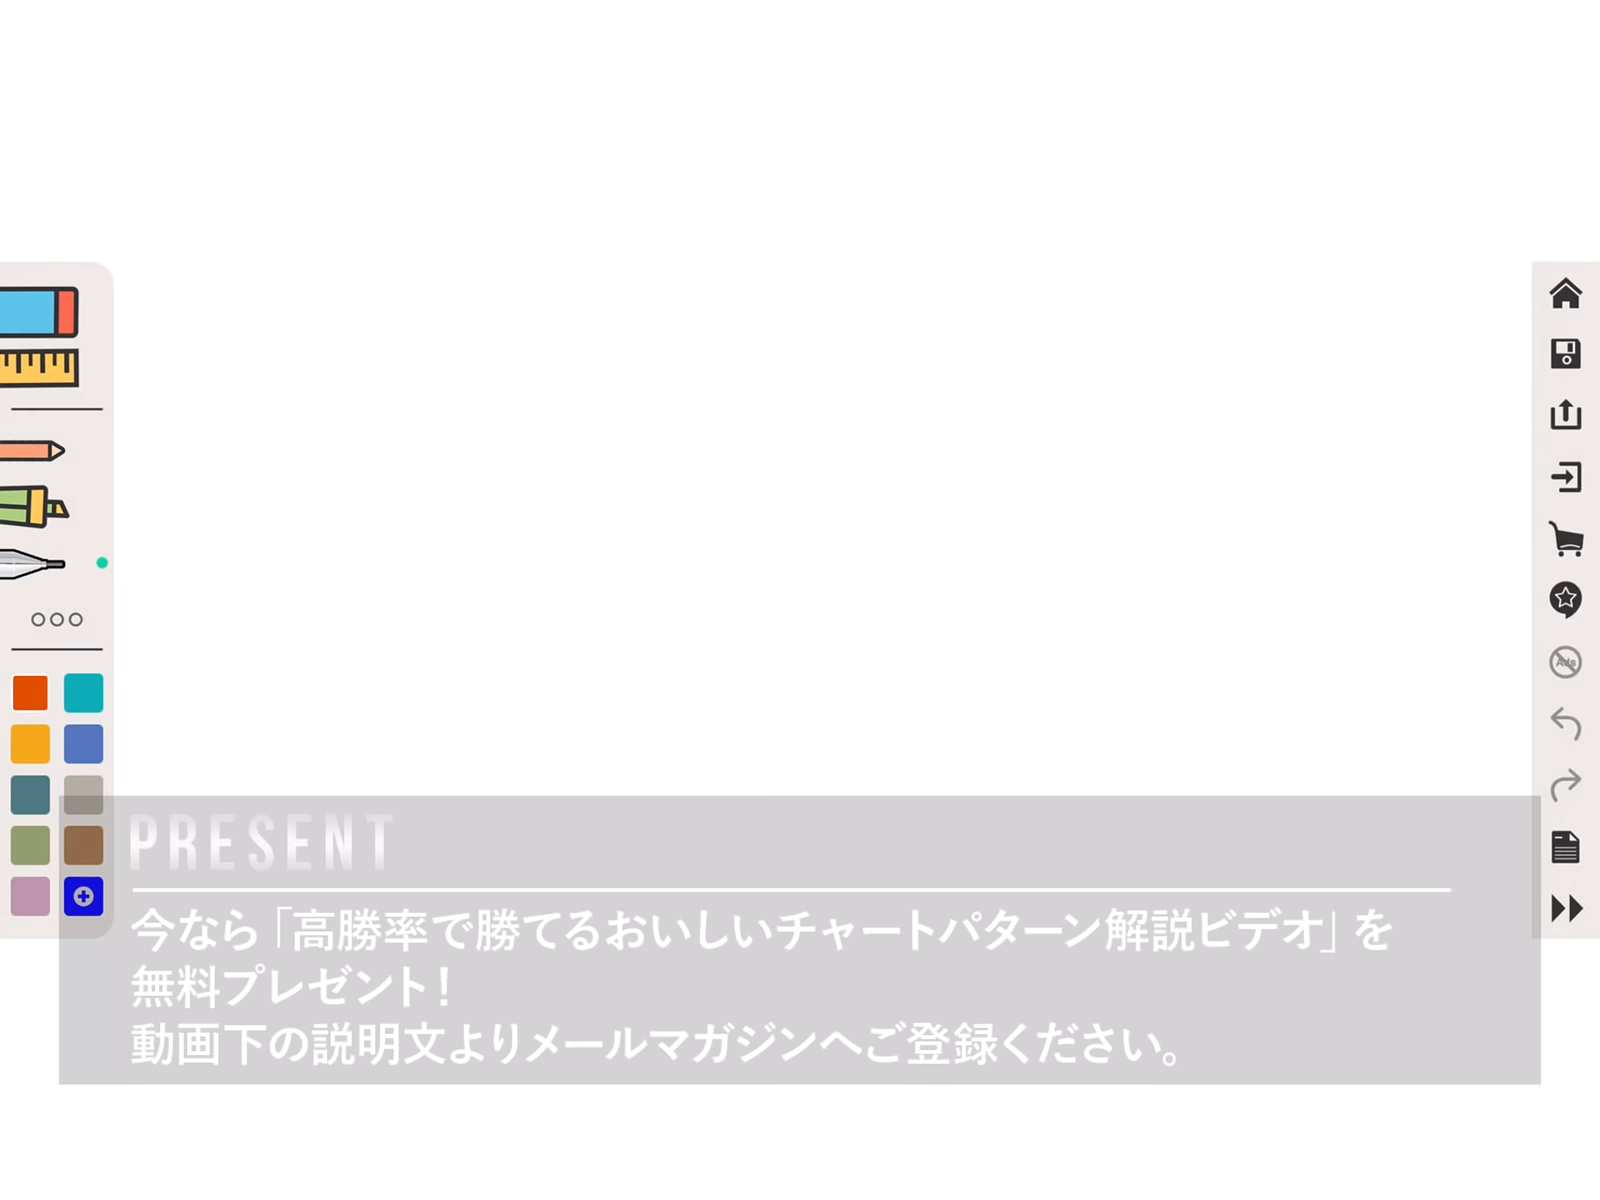 Ads
PRESENT
今なら「高勝率で勝てるおいしいチャートパターン解説ビデオ」を
無料プレゼント！
動画下の説明文よりメールマガジンへご登録ください。